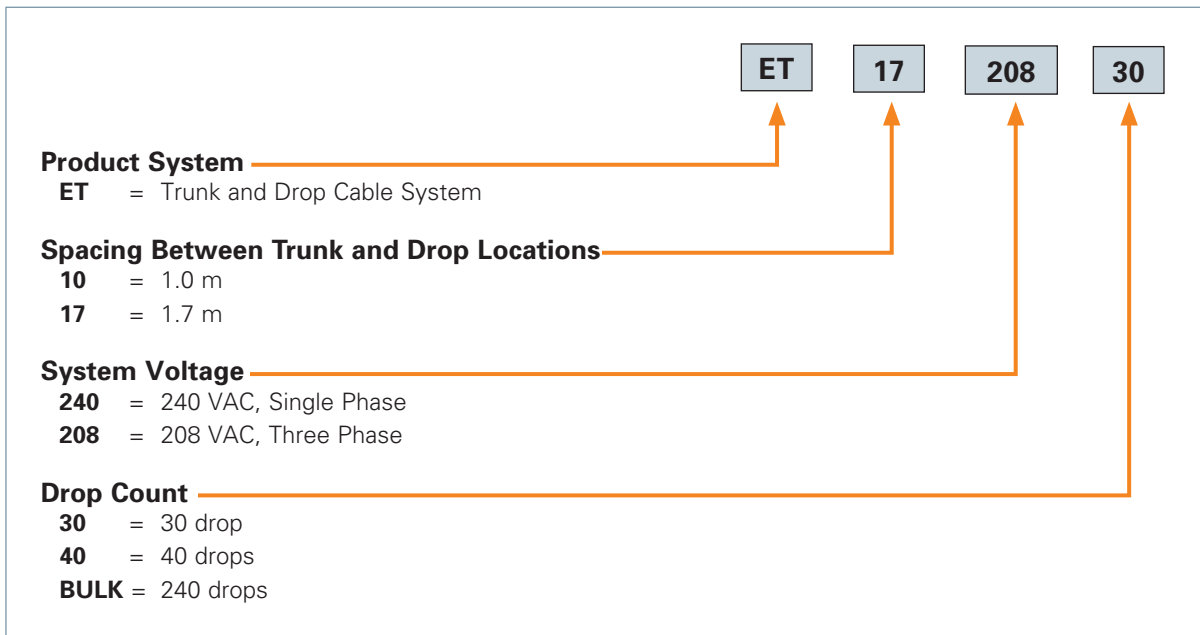 ET 17 208 30
Product System
ET = Trunk and Drop Cable System
Spacing Between Trunk and Drop Locations
10 = 1.0 m
17 = 1.7 m
System Voltage
240 = 240 VAC, Single Phase
208 = 208 VAC, Three Phase
Drop Count
30 = 30 drop
40 = 40 drops
BULK = 240 drops